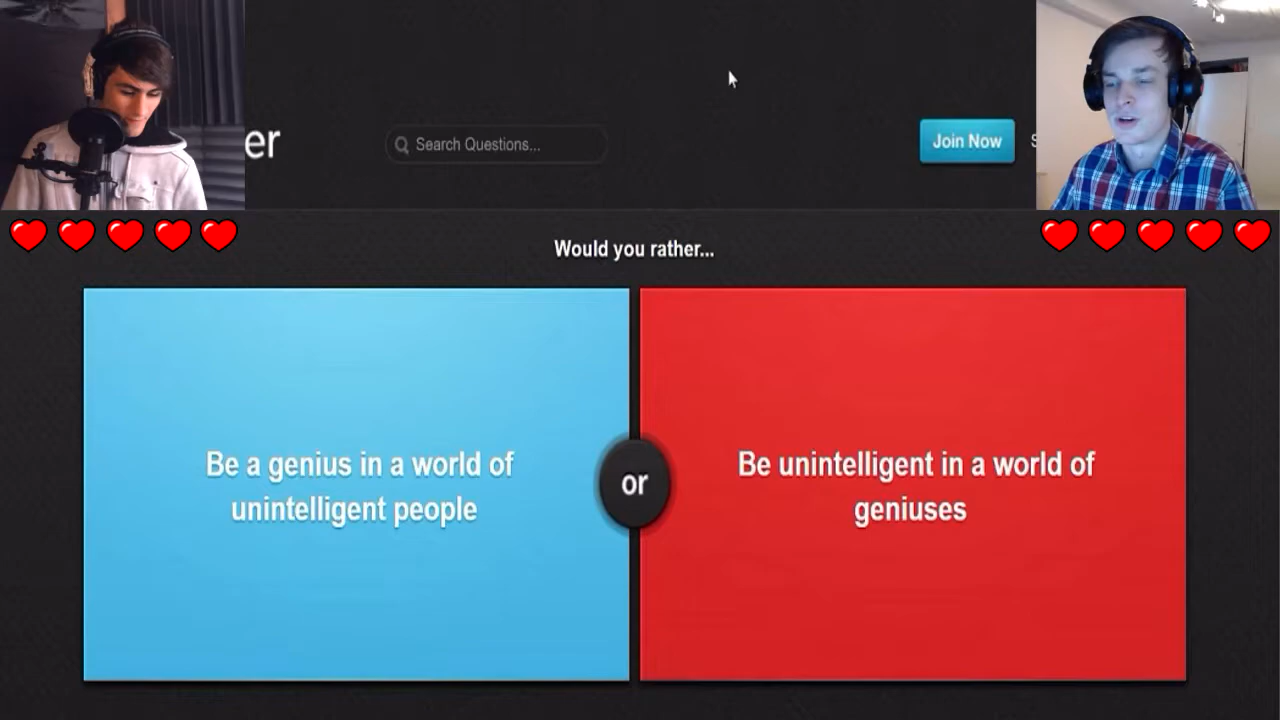 er
Search Questions...
Join Now
S
Would you rather...
Be a genius in a world of
unintelligent people
or
Be unintelligent in a world of
geniuses